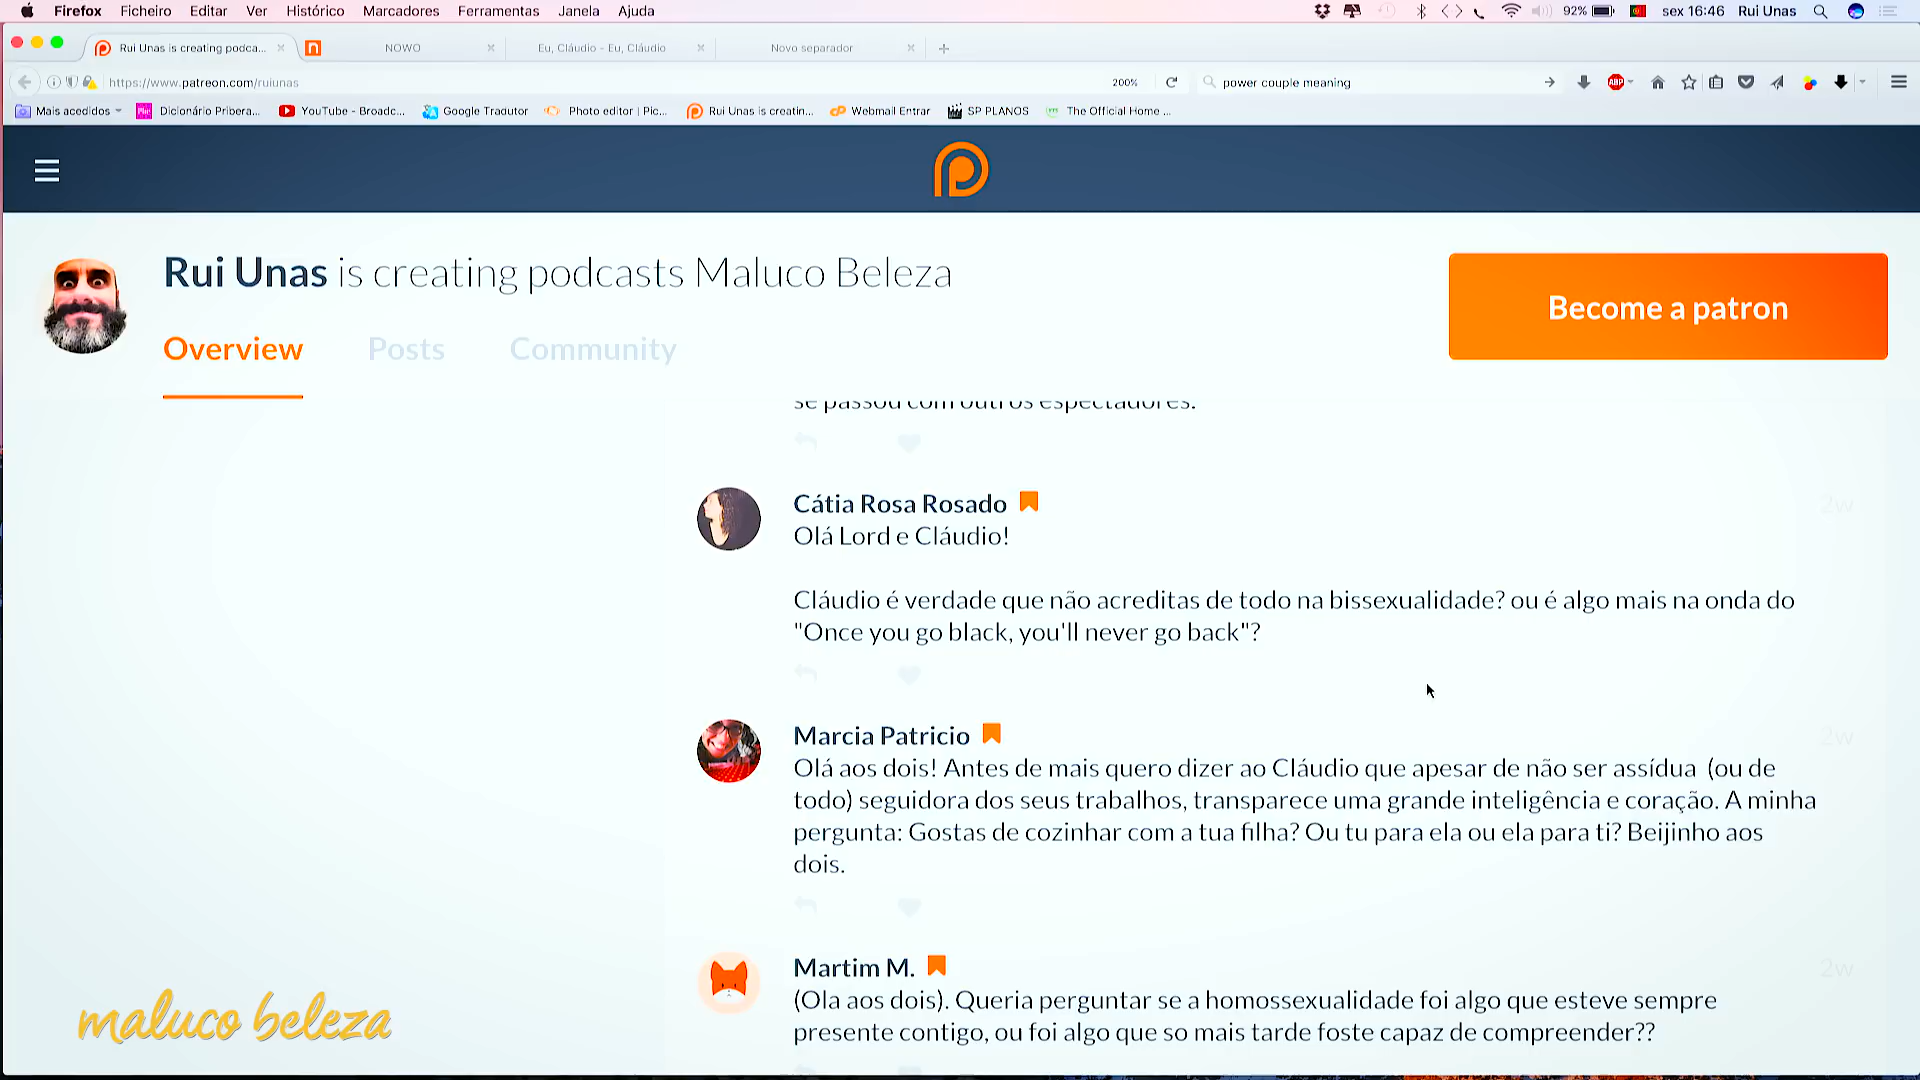 Firefox Ficheiro Editar Ver Histórico Marcadores Ferramentas Janela Ajuda 92% sex 16:46 Rui Unas
Rui Unas is creating podca... NOWO Eu, Cláudio - Eu, Cláudio Novo separador
https://www.patreon.com/ruiunas 200% power couple meaning ABP
Mais acedidos Dicionário Pribera... YouTube - Broadc... Google Tradutor Photo editor | Pic... Rui Unas is creatin... Webmail Entrar SP PLANOS The Official Home ...
Rui Unas is creating podcasts Maluco Beleza
Become a patron
Overview Posts Community
se passou com outros espectadores.
Cátia Rosa Rosado 2w
Olá Lord e Cláudio!
Cláudio é verdade que não acreditas de todo na bissexualidade? ou é algo mais na onda do
"Once you go black, you'll never go back"?
Marcia Patricio 2w
Olá aos dois! Antes de mais quero dizer ao Cláudio que apesar de não ser assídua (ou de
todo) seguidora dos seus trabalhos, transparece uma grande inteligência e coração. A minha
pergunta: Gostas de cozinhar com a tua filha? Ou tu para ela ou ela para ti? Beijinho aos
dois.
Martim M. 2w
(Ola aos dois). Queria perguntar se a homossexualidade foi algo que esteve sempre
presente contigo, ou foi algo que so mais tarde foste capaz de compreender??
maluco beleza